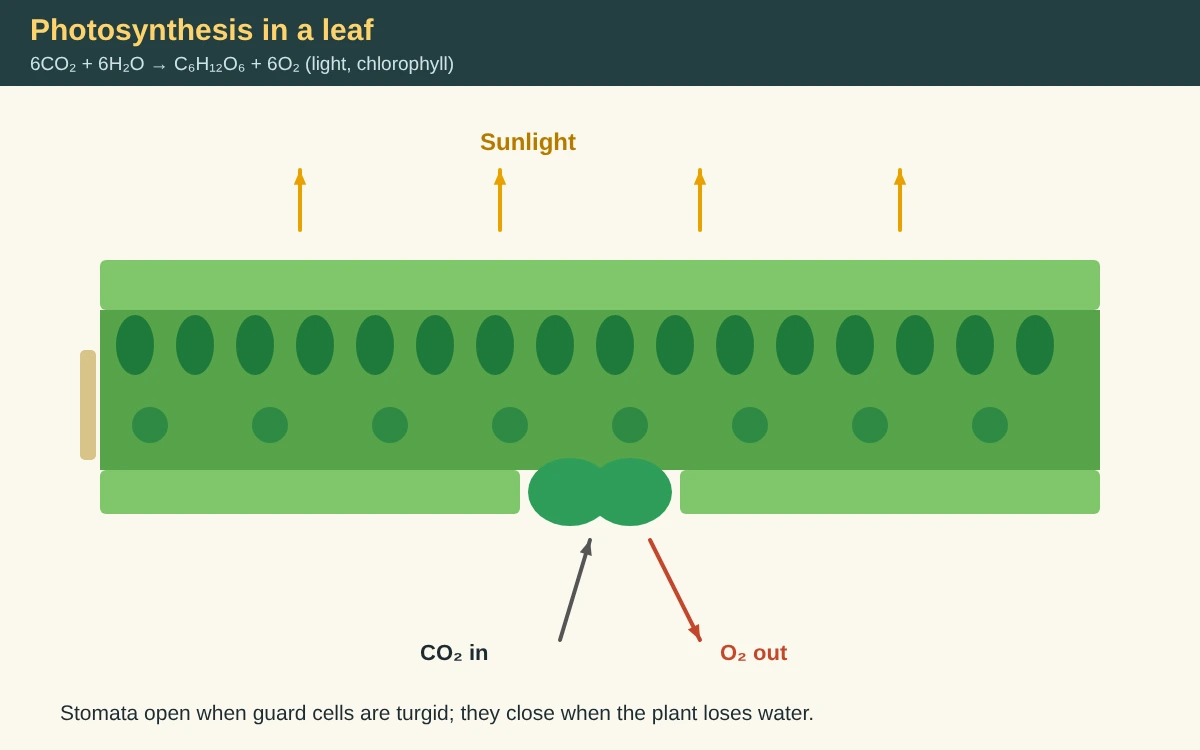 Photosynthesis in a leaf
6CO₂ + 6H₂O → C₆H₁₂O₆ + 6O₂ (light, chlorophyll)
Sunlight
CO₂ in
O₂ out
Stomata open when guard cells are turgid; they close when the plant loses water.